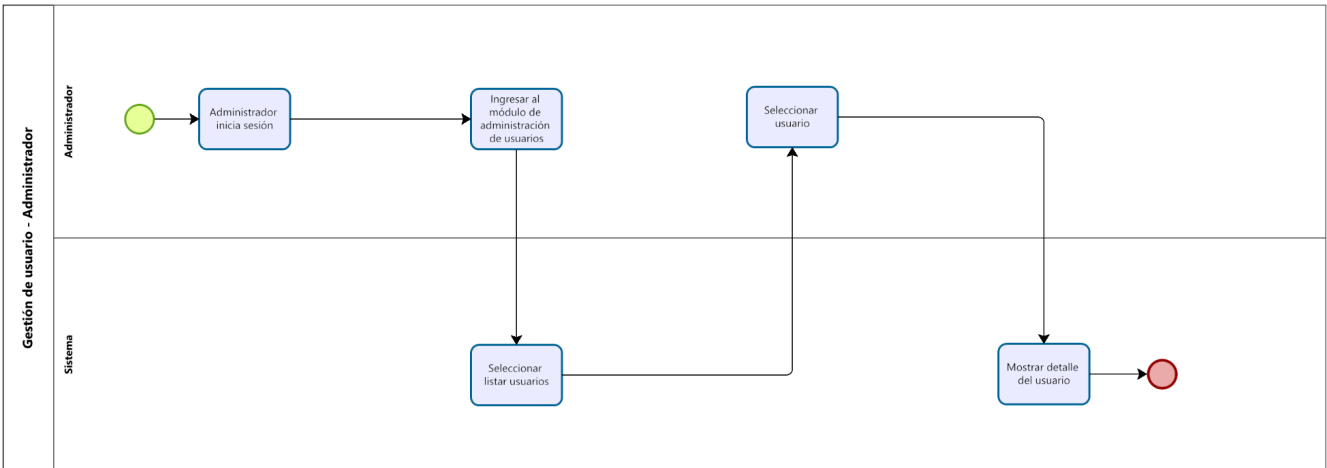 Gestión de usuario - Administrador
Administrador
Administrador
inicia sesión
Ingresar al
módulo de
administración
de usuarios
Seleccionar
usuario
Sistema
Seleccionar
listar usuarios
Mostrar detalle
del usuario